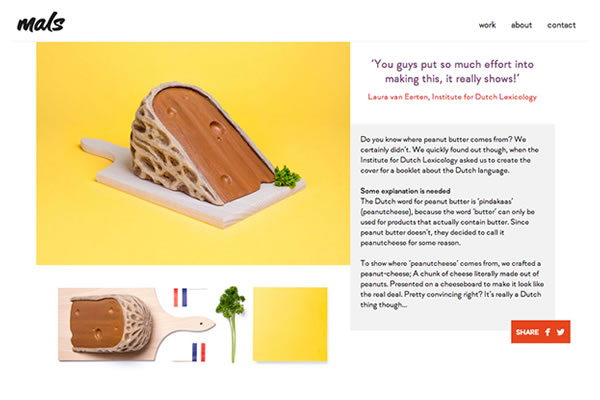 mals
work about contact
‘You guys put so much effort into
making this, it really shows!’
Laura van Eerten, Institute for Dutch Lexicology
Do you know where peanut butter comes from? We
certainly didn’t. We quickly found out though, when the
Institute for Dutch Lexicology asked us to create the
cover for a booklet about the Dutch language.
Some explanation is needed
The Dutch word for peanut butter is ‘pindakaas’
(peanutcheese), because the word ‘butter’ can only be
used for products that actually contain butter. Since
peanut butter doesn’t, they decided to call it
peanutcheese for some reason.
To show where ‘peanutcheese’ comes from, we crafted a
peanut-cheese; A chunk of cheese literally made out of
peanuts. Presented on a cheeseboard to make it look like
the real deal. Pretty convincing right? It’s really a Dutch
thing though...
SHARE